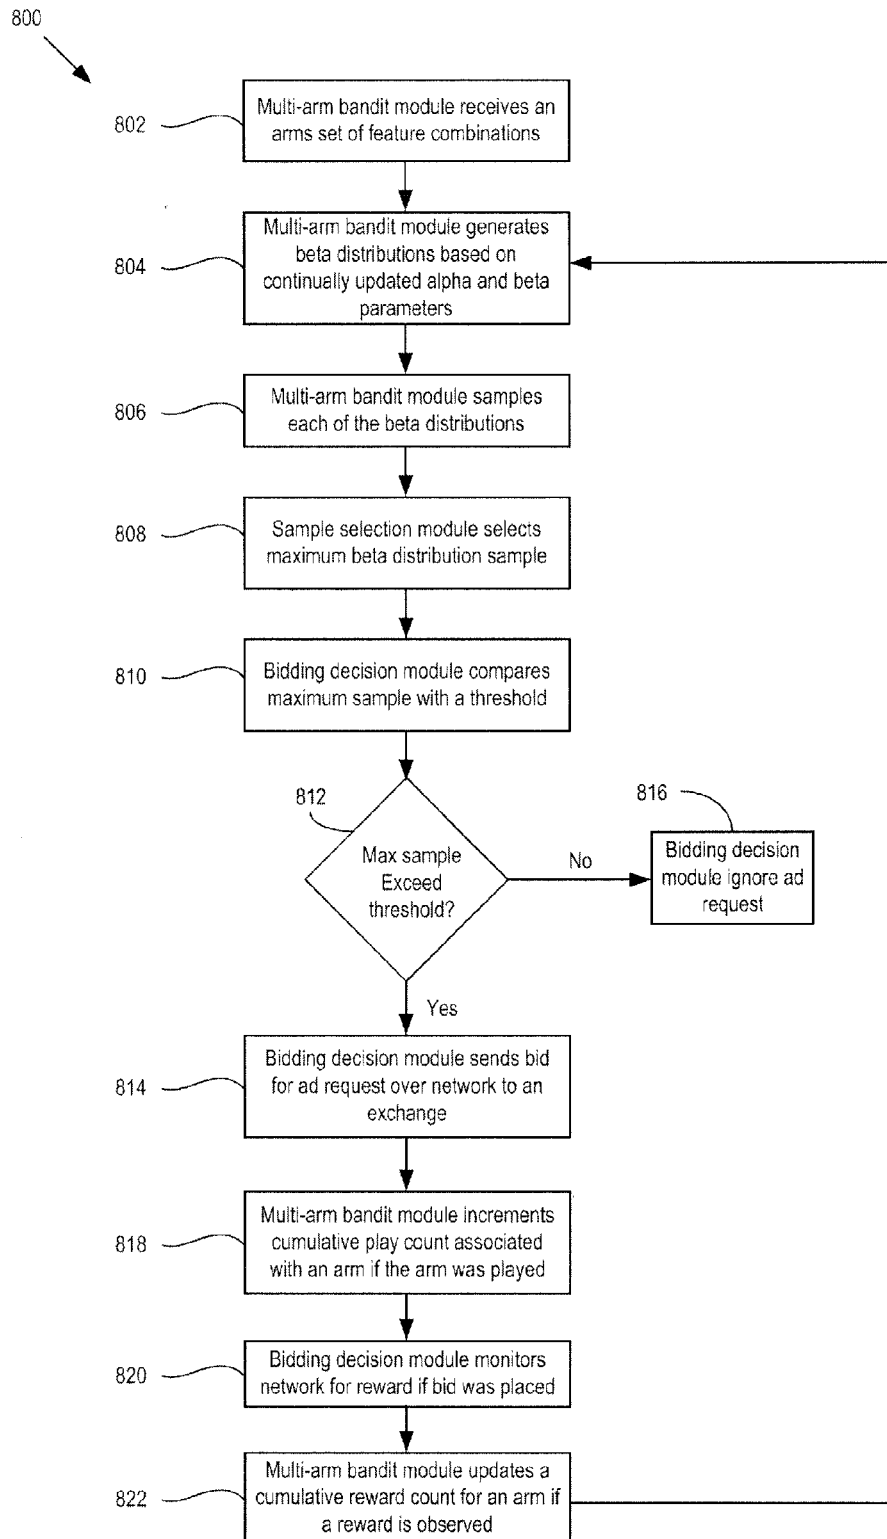 800
802
Multi-arm bandit module receives an
arms set of feature combinations
804
Multi-arm bandit module generates
beta distributions based on
continually updated alpha and beta
parameters
806
Multi-arm bandit module samples
each of the beta distributions
808
Sample selection module selects
maximum beta distribution sample
810
Bidding decision module compares
maximum sample with a threshold
812
Max sample
Exceed
threshold?
No
816
Bidding decision
module ignore ad
request
Yes
814
Bidding decision module sends bid
for ad request over network to an
exchange
818
Multi-arm bandit module increments
cumulative play count associated
with an arm if the arm was played
820
Bidding decision module monitors
network for reward if bid was placed
822
Multi-arm bandit module updates a
cumulative reward count for an arm if
a reward is observed